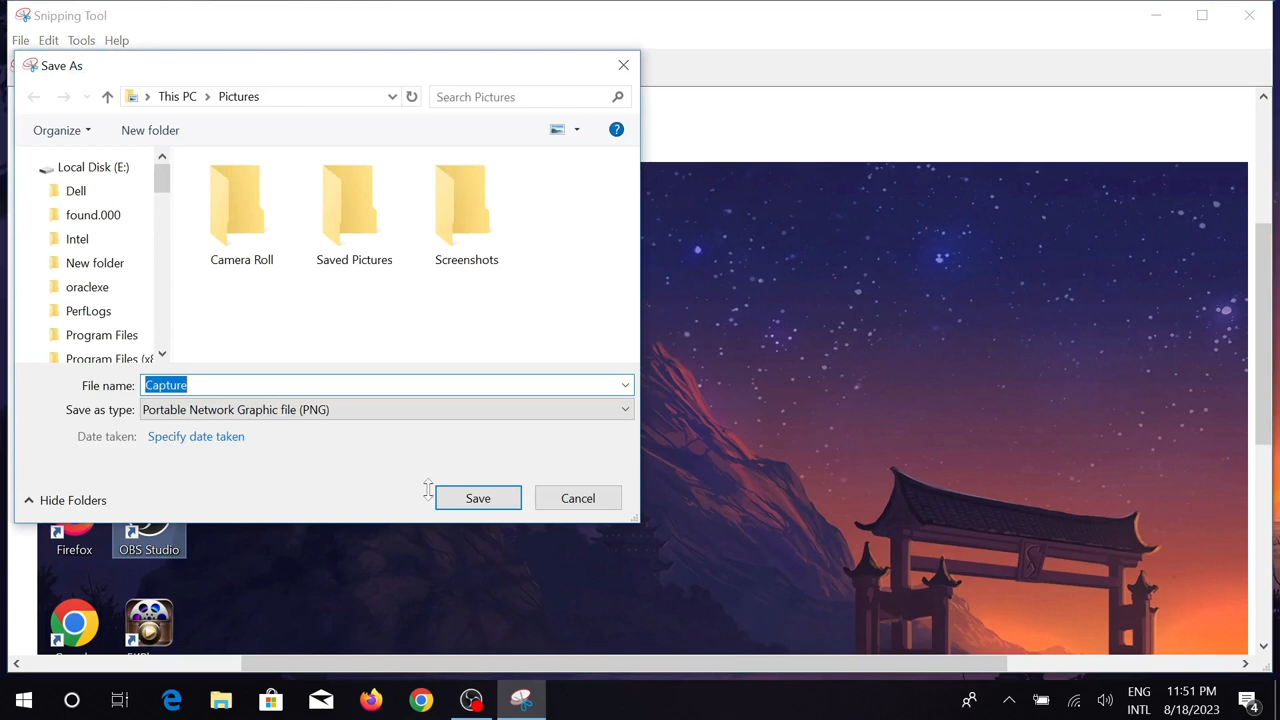 Snipping Tool
File Edit Tools Help
Save As
This PC Pictures
Search Pictures
Organize New folder
Local Disk (E:)
Dell
found.000
Intel
New folder
oraclexe
PerfLogs
Program Files
Program Files (x8
Camera Roll
Saved Pictures
Screenshots
File name: Capture
Save as type: Portable Network Graphic file (PNG)
Date taken: Specify date taken
Hide Folders
Save
Cancel
Firefox
OBS Studio
ENG
INTL
11:51 PM
8/18/2023
4